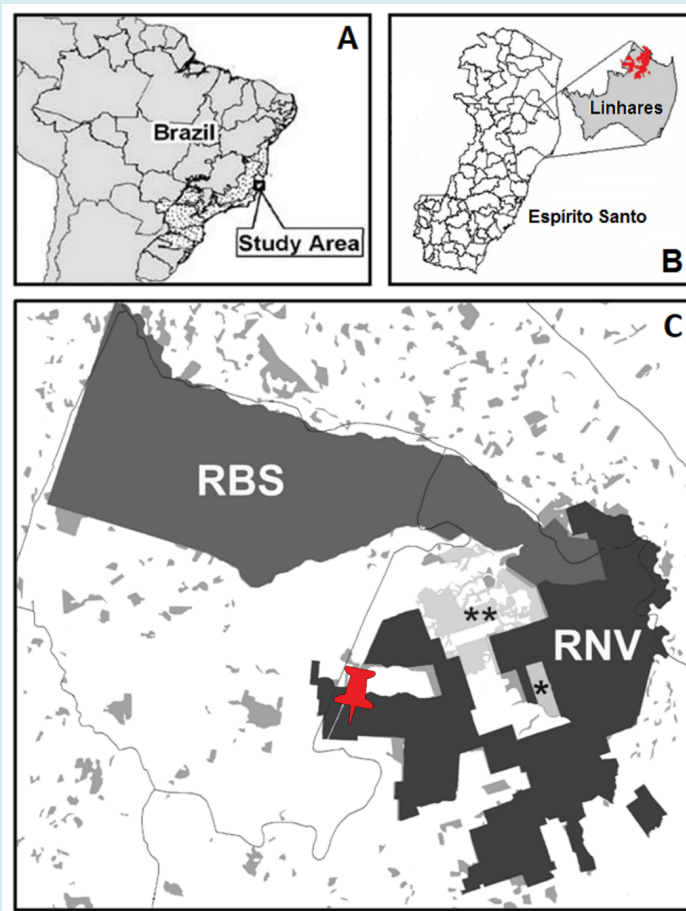 A
Brazil
Study Area
Linhares
Espírito Santo
B
C
RBS
**
RNV
*